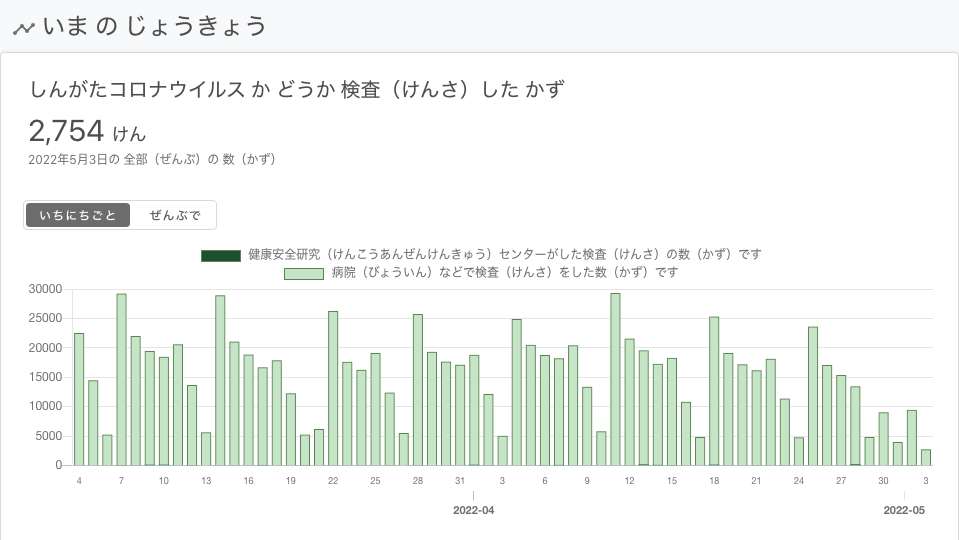 いま の じょうきょう
しんがたコロナウイルス か どうか 検査（けんさ）した かず
2,754 けん
2022年5月3日の 全部（ぜんぶ）の 数（かず）
いちにちごと ぜんぶで
健康安全研究（けんこうあんぜんけんきゅう）センターがした検査（けんさ）の数（かず）です
病院（びょういん）などで検査（けんさ）をした数（かず）です
30000
25000
20000
15000
10000
5000
0
4 7 10 13 16 19 22 25 28 31 3 6 9 12 15 18 21 24 27 30 3
2022-04 2022-05